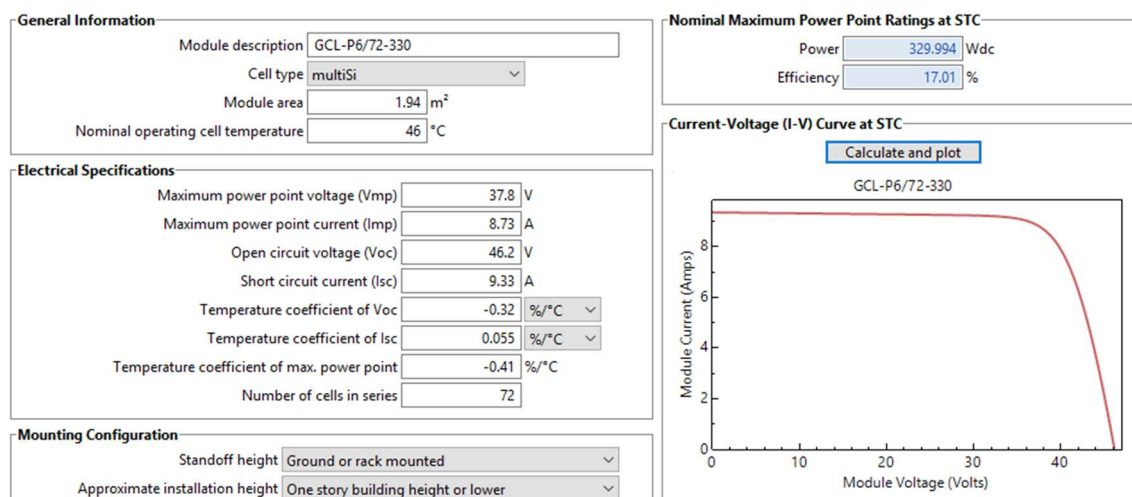 General Information
Module description GCL-P6/72-330
Cell type multiSi
Module area 1.94 m²
Nominal operating cell temperature 46 °C
Electrical Specifications
Maximum power point voltage (Vmp) 37.8 V
Maximum power point current (Imp) 8.73 A
Open circuit voltage (Voc) 46.2 V
Short circuit current (Isc) 9.33 A
Temperature coefficient of Voc -0.32 %/°C
Temperature coefficient of Isc 0.055 %/°C
Temperature coefficient of max. power point -0.41 %/°C
Number of cells in series 72
Mounting Configuration
Standoff height Ground or rack mounted
Approximate installation height One story building height or lower
Nominal Maximum Power Point Ratings at STC
Power 329.994 Wdc
Efficiency 17.01 %
Current-Voltage (I-V) Curve at STC
Calculate and plot
GCL-P6/72-330
Module Current (Amps)
8
6
4
2
0
0 10 20 30 40
Module Voltage (Volts)